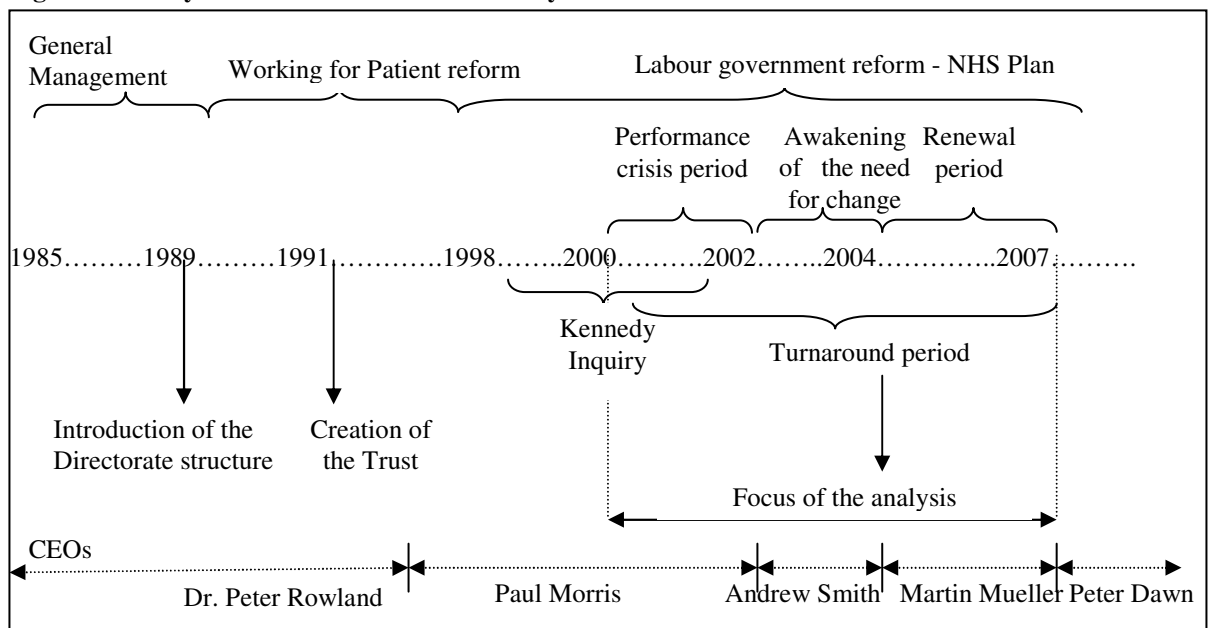 General
Management
Working for Patient reform
Labour government reform - NHS Plan
Performance
crisis period
Awakening
of the need
for change
Renewal
period
1985.........1989...........1991..............1998........2000...........2002........2004..............2007..........
Kennedy
Inquiry
Turnaround period
Introduction of the
Directorate structure
Creation of
the Trust
Focus of the analysis
CEOs
Dr. Peter Rowland
Paul Morris
Andrew Smith
Martin Mueller
Peter Dawn